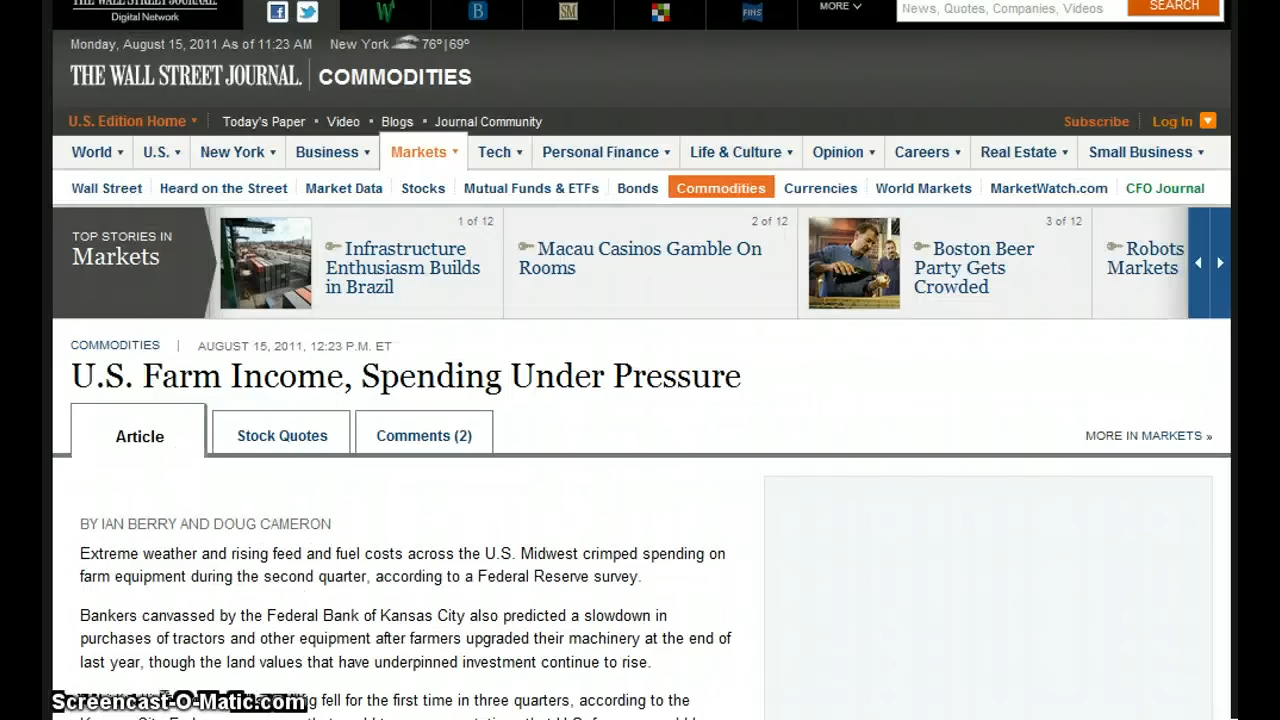 THE WALL STREET JOURNAL
Digital Network
W
B
SM
FINS
MORE
News, Quotes, Companies, Videos
SEARCH
Monday, August 15, 2011 As of 11:23 AM New York 76º|69º
THE WALL STREET JOURNAL. COMMODITIES
U.S. Edition Home Today's Paper • Video • Blogs • Journal Community Subscribe Log In
World U.S. New York Business Markets Tech Personal Finance Life & Culture Opinion Careers Real Estate Small Business
Wall Street Heard on the Street Market Data Stocks Mutual Funds & ETFs Bonds Commodities Currencies World Markets MarketWatch.com CFO Journal
TOP STORIES IN
Markets
1 of 12
Infrastructure
Enthusiasm Builds
in Brazil
2 of 12
Macau Casinos Gamble On
Rooms
3 of 12
Boston Beer
Party Gets
Crowded
Robots
Markets
COMMODITIES | AUGUST 15, 2011, 12:23 P.M. ET
U.S. Farm Income, Spending Under Pressure
Article Stock Quotes Comments (2)
MORE IN MARKETS »
BY IAN BERRY AND DOUG CAMERON
Extreme weather and rising feed and fuel costs across the U.S. Midwest crimped spending on
farm equipment during the second quarter, according to a Federal Reserve survey.
Bankers canvassed by the Federal Bank of Kansas City also predicted a slowdown in
purchases of tractors and other equipment after farmers upgraded their machinery at the end of
last year, though the land values that have underpinned investment continue to rise.
fell for the first time in three quarters, according to the
Screencast-O-Matic.com